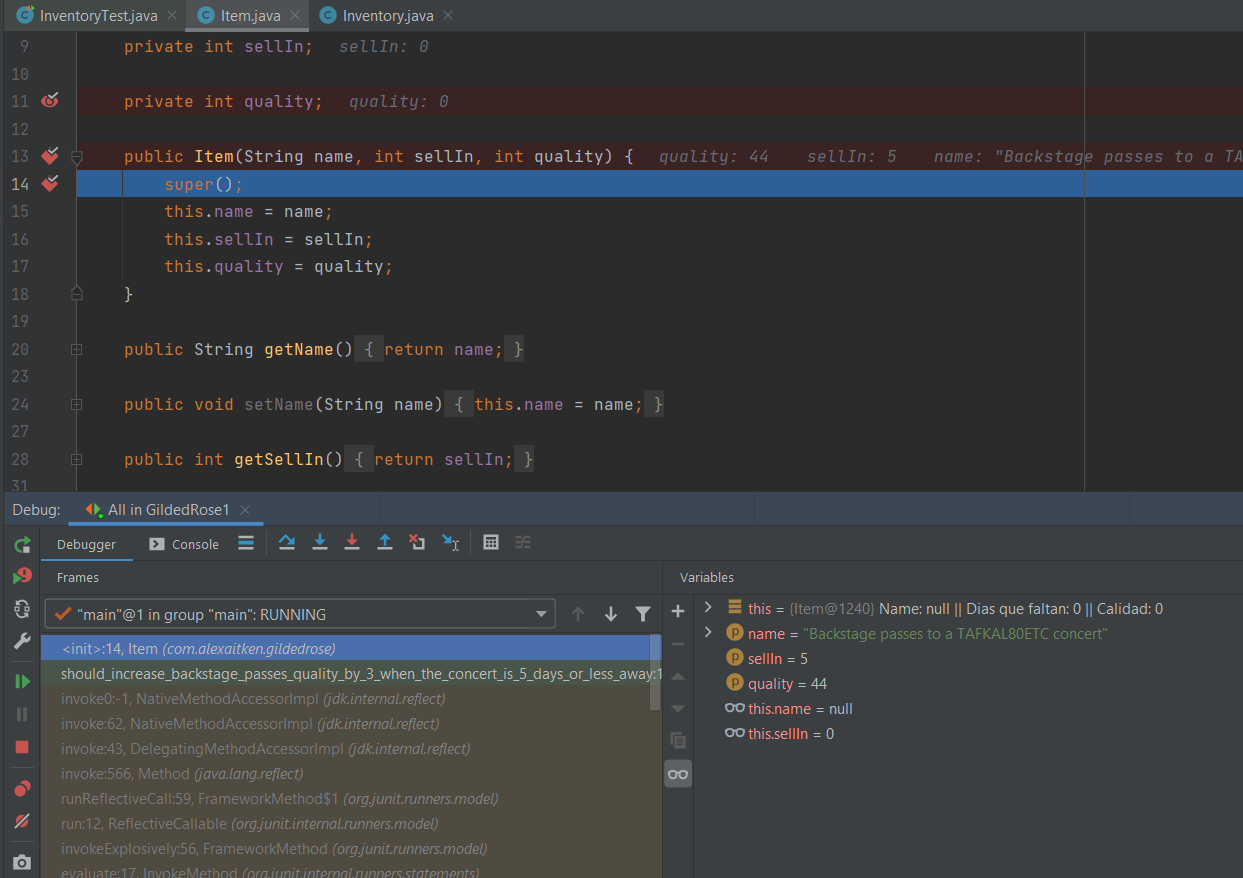 InventoryTest.java Item.java Inventory.java
9 private int sellIn; sellIn: 0
10
11 private int quality; quality: 0
12
13 public Item(String name, int sellIn, int quality) { quality: 44 sellIn: 5 name: "Backstage passes to a TA
14 super();
15 this.name = name;
16 this.sellIn = sellIn;
17 this.quality = quality;
18 }
19
20 public String getName() { return name; }
23
24 public void setName(String name) { this.name = name; }
27
28 public int getSellIn() { return sellIn; }
31
Debug: All in GildedRose1
Debugger Console
Frames
Variables
"main"@1 in group "main": RUNNING
<init>:14, Item (com.alexaitken.gildedrose)
should_increase_backstage_passes_quality_by_3_when_the_concert_is_5_days_or_less_away:1
invoke0:-1, NativeMethodAccessorImpl (jdk.internal.reflect)
invoke:62, NativeMethodAccessorImpl (jdk.internal.reflect)
invoke:43, DelegatingMethodAccessorImpl (jdk.internal.reflect)
invoke:566, Method (java.lang.reflect)
runReflectiveCall:59, FrameworkMethod$1 (org.junit.runners.model)
run:12, ReflectiveCallable (org.junit.internal.runners.model)
invokeExplosively:56, FrameworkMethod (org.junit.runners.model)
evaluate:17, InvokeMethod (org.junit.internal.runners.statements)
this = {Item@1240} Name: null || Dias que faltan: 0 || Calidad: 0
name = "Backstage passes to a TAFKAL80ETC concert"
sellIn = 5
quality = 44
this.name = null
this.sellIn = 0